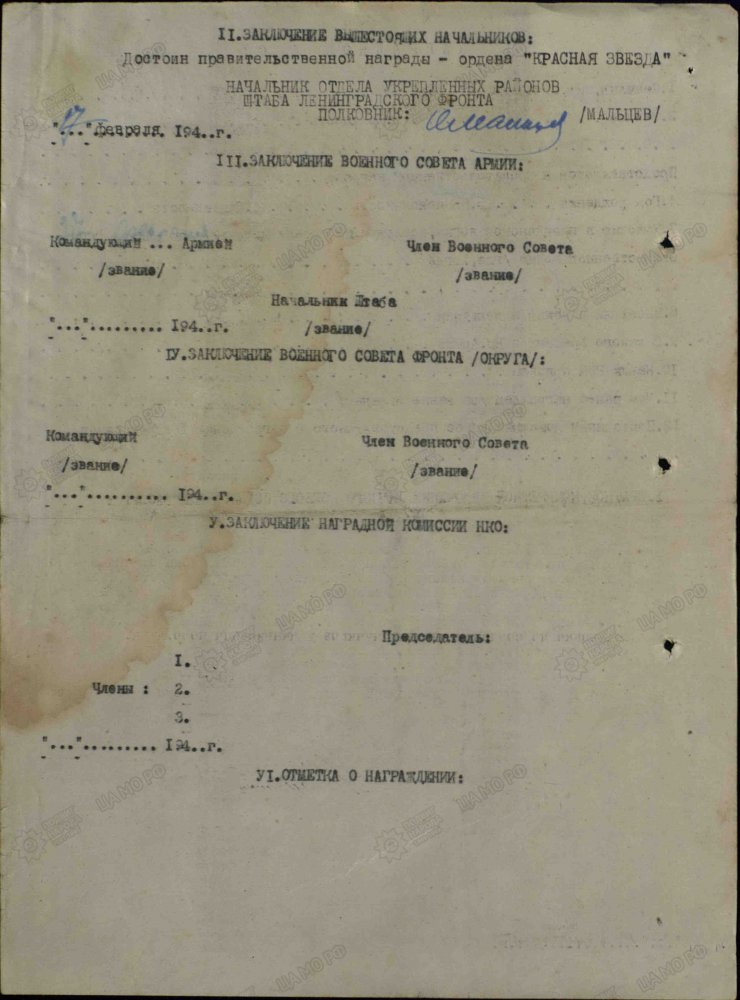 II.ЗАКЛЮЧЕНИЕ ВЫШЕСТОЯЩИХ НАЧАЛЬНИКОВ:
Достоин правительственной награды - ордена "КРАСНАЯ ЗВЕЗДА"
НАЧАЛЬНИК ОТДЕЛА УКРЕПЛЕННЫХ РАЙОНОВ
ШТАБА ЛЕНИНГРАДСКОГО ФРОНТА
ПОЛКОВНИК: /МАЛЬЦЕВ/
"17" февраля 194..г.
III.ЗАКЛЮЧЕНИЕ ВОЕННОГО СОВЕТА АРМИИ:
Командующий ... Армией Член Военного Совета
/звание/ /звание/
Начальник Штаба
"..."......... 194..г. /звание/
IУ.ЗАКЛЮЧЕНИЕ ВОЕННОГО СОВЕТА ФРОНТА /ОКРУГА/:
Командующий Член Военного Совета
/звание/ /звание/
"..".......... 194..г.
У.ЗАКЛЮЧЕНИЕ НАГРАДНОЙ КОМИССИИ НКО:
Председатель:
I.
Члены : 2.
3.
"..."......... 194..г.
УI.ОТМЕТКА О НАГРАЖДЕНИИ: